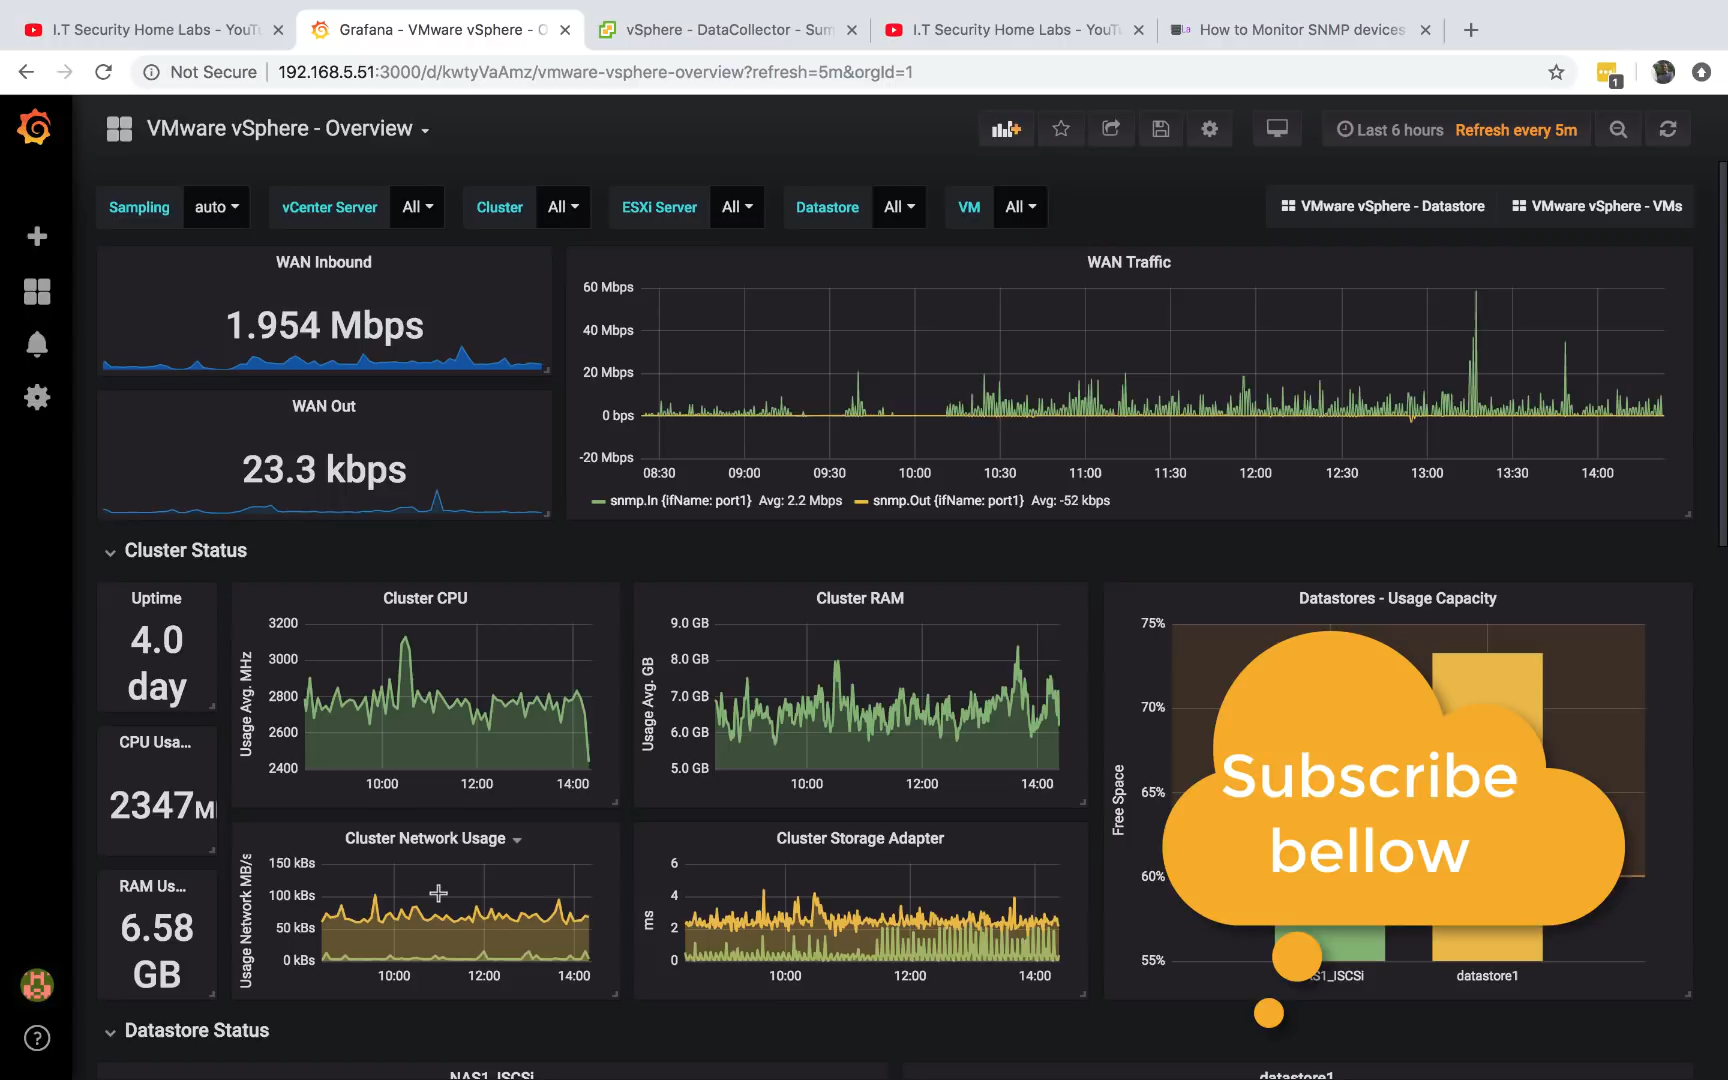 I.T Security Home Labs - YouTu
Grafana - VMware vSphere - O
vSphere - DataCollector - Sum
I.T Security Home Labs - YouTu
How to Monitor SNMP devices
Not Secure
192.168.5.51:3000/d/kwtyVaAmz/vmware-vsphere-overview?refresh=5m&orgId=1
1
VMware vSphere - Overview
Last 6 hours Refresh every 5m
Sampling auto
vCenter Server All
Cluster All
ESXi Server All
Datastore All
VM All
VMware vSphere - Datastore
VMware vSphere - VMs
WAN Inbound
1.954 Mbps
WAN Out
23.3 kbps
WAN Traffic
60 Mbps
40 Mbps
20 Mbps
0 bps
-20 Mbps
08:30 09:00 09:30 10:00 10:30 11:00 11:30 12:00 12:30 13:00 13:30 14:00
snmp.In {ifName: port1} Avg: 2.2 Mbps snmp.Out {ifName: port1} Avg: -52 kbps
Cluster Status
Uptime
4.0
day
CPU Usa...
2347M
RAM Us...
6.58
GB
Cluster CPU
Usage Avg. MHz
3200
3000
2800
2600
2400
10:00 12:00 14:00
Cluster RAM
Usage Avg. GB
9.0 GB
8.0 GB
7.0 GB
6.0 GB
5.0 GB
10:00 12:00 14:00
Datastores - Usage Capacity
Free Space
75%
70%
65%
60%
55%
S1_ISCSi datastore1
Subscribe
bellow
Cluster Network Usage
Usage Network MB/s
150 kBs
100 kBs
50 kBs
0 kBs
10:00 12:00 14:00
Cluster Storage Adapter
ms
6
4
2
0
10:00 12:00 14:00
Datastore Status
NAS1_ISCSi
datastore1